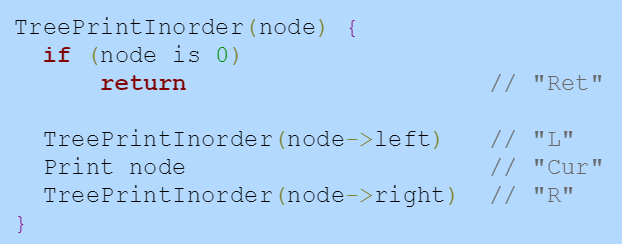 TreePrintInorder(node) {
if (node is 0)
return // "Ret"
TreePrintInorder(node->left) // "L"
Print node // "Cur"
TreePrintInorder(node->right) // "R"
}